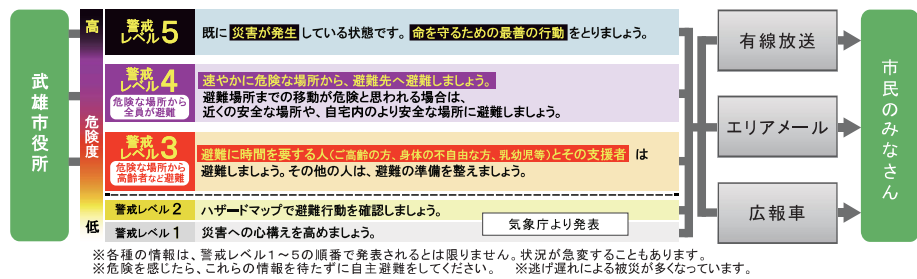 武雄市役所
高
危険度
低
警戒
レベル5
既に 災害が発生 している状態です。 命を守るための最善の行動 をとりましょう。
警戒
レベル4
危険な場所から
全員が避難
速やかに危険な場所から、避難先へ避難しましょう。
避難場所までの移動が危険と思われる場合は、
近くの安全な場所や、自宅内のより安全な場所に避難しましょう。
警戒
レベル3
危険な場所から
高齢者など避難
避難に時間を要する人(ご高齢の方、身体の不自由な方、乳幼児等)とその支援者 は
避難しましょう。その他の人は、避難の準備を整えましょう。
警戒レベル 2
ハザードマップで避難行動を確認しましょう。
警戒レベル 1
災害への心構えを高めましょう。
気象庁より発表
有線放送
エリアメール
広報車
市民のみなさん
※各種の情報は、警戒レベル1~5の順番で発表されるとは限りません。状況が急変することもあります。
※危険を感じたら、これらの情報を待たずに自主避難をしてください。 ※逃げ遅れによる被災が多くなっています。